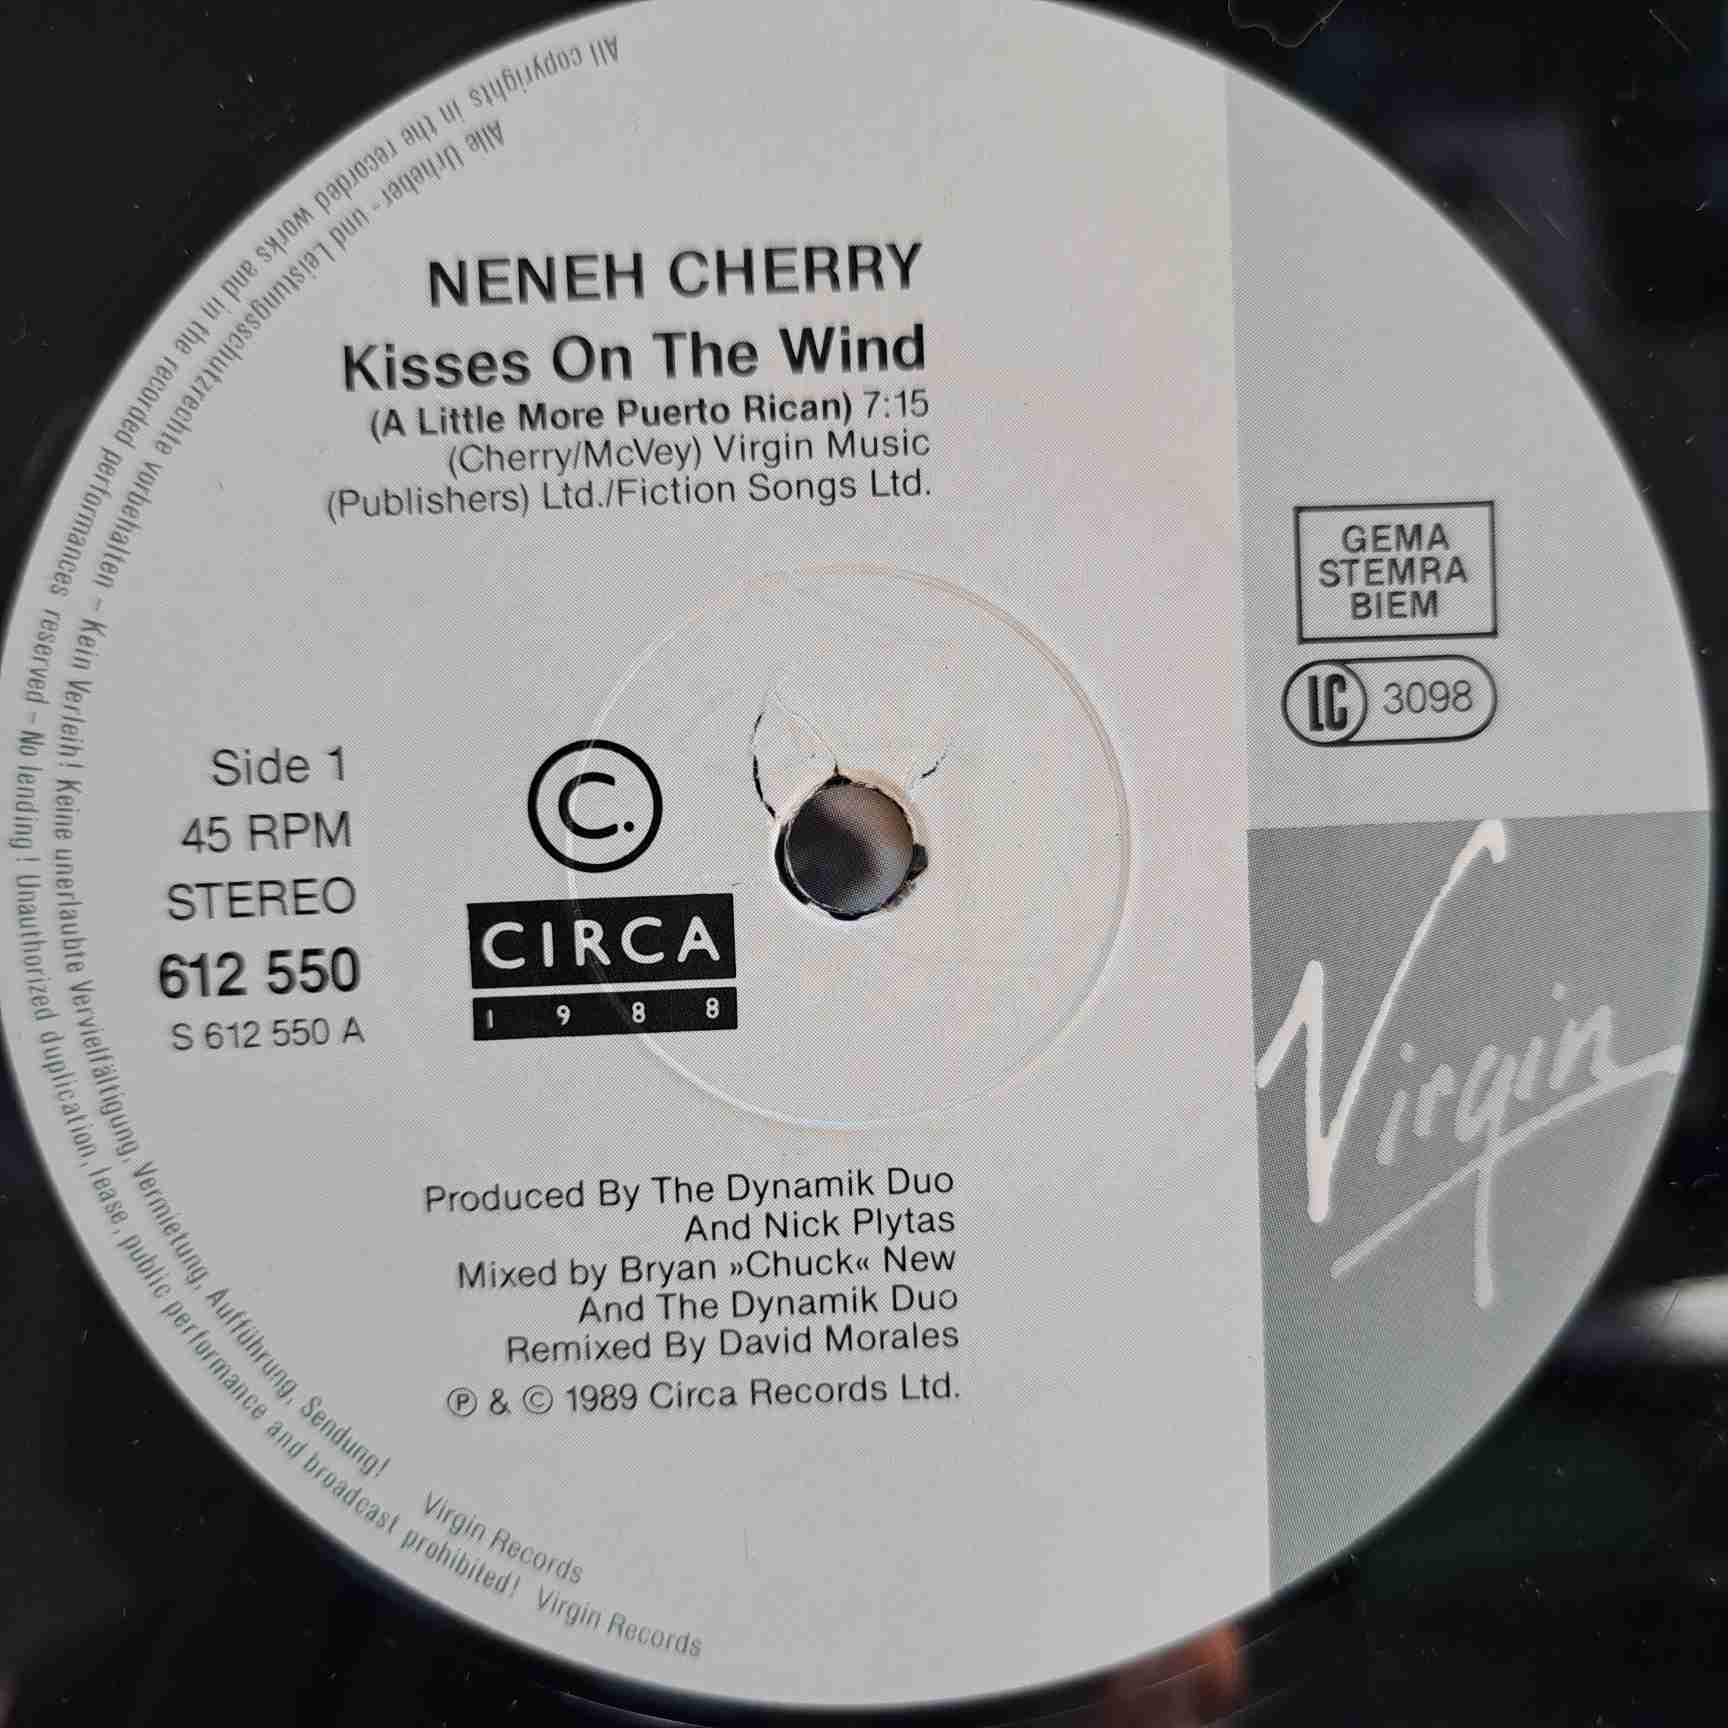 NENEH CHERRY
Kisses On The Wind
(A Little More Puerto Rican) 7:15
(Cherry/McVey) Virgin Music
(Publishers) Ltd./Fiction Songs Ltd.
GEMA
STEMRA
BIEM
LC 3098
Side 1
45 RPM
STEREO
612 550
S 612 550 A
C.
CIRCA
1988
Virgin
Produced By The Dynamik Duo
And Nick Plytas
Mixed by Bryan »Chuck« New
And The Dynamik Duo
Remixed By David Morales
Ⓟ & © 1989 Circa Records Ltd.
Alle Urheber- und Leistungsschutzrechte vorbehalten – Kein Verleih! Keine unerlaubte Vervielfältigung, Vermietung, Aufführung, Sendung! Virgin Records
All copyrights in the recorded works and in the recorded performances reserved – No lending! Unauthorized duplication, lease, public performance and broadcast prohibited! Virgin Records